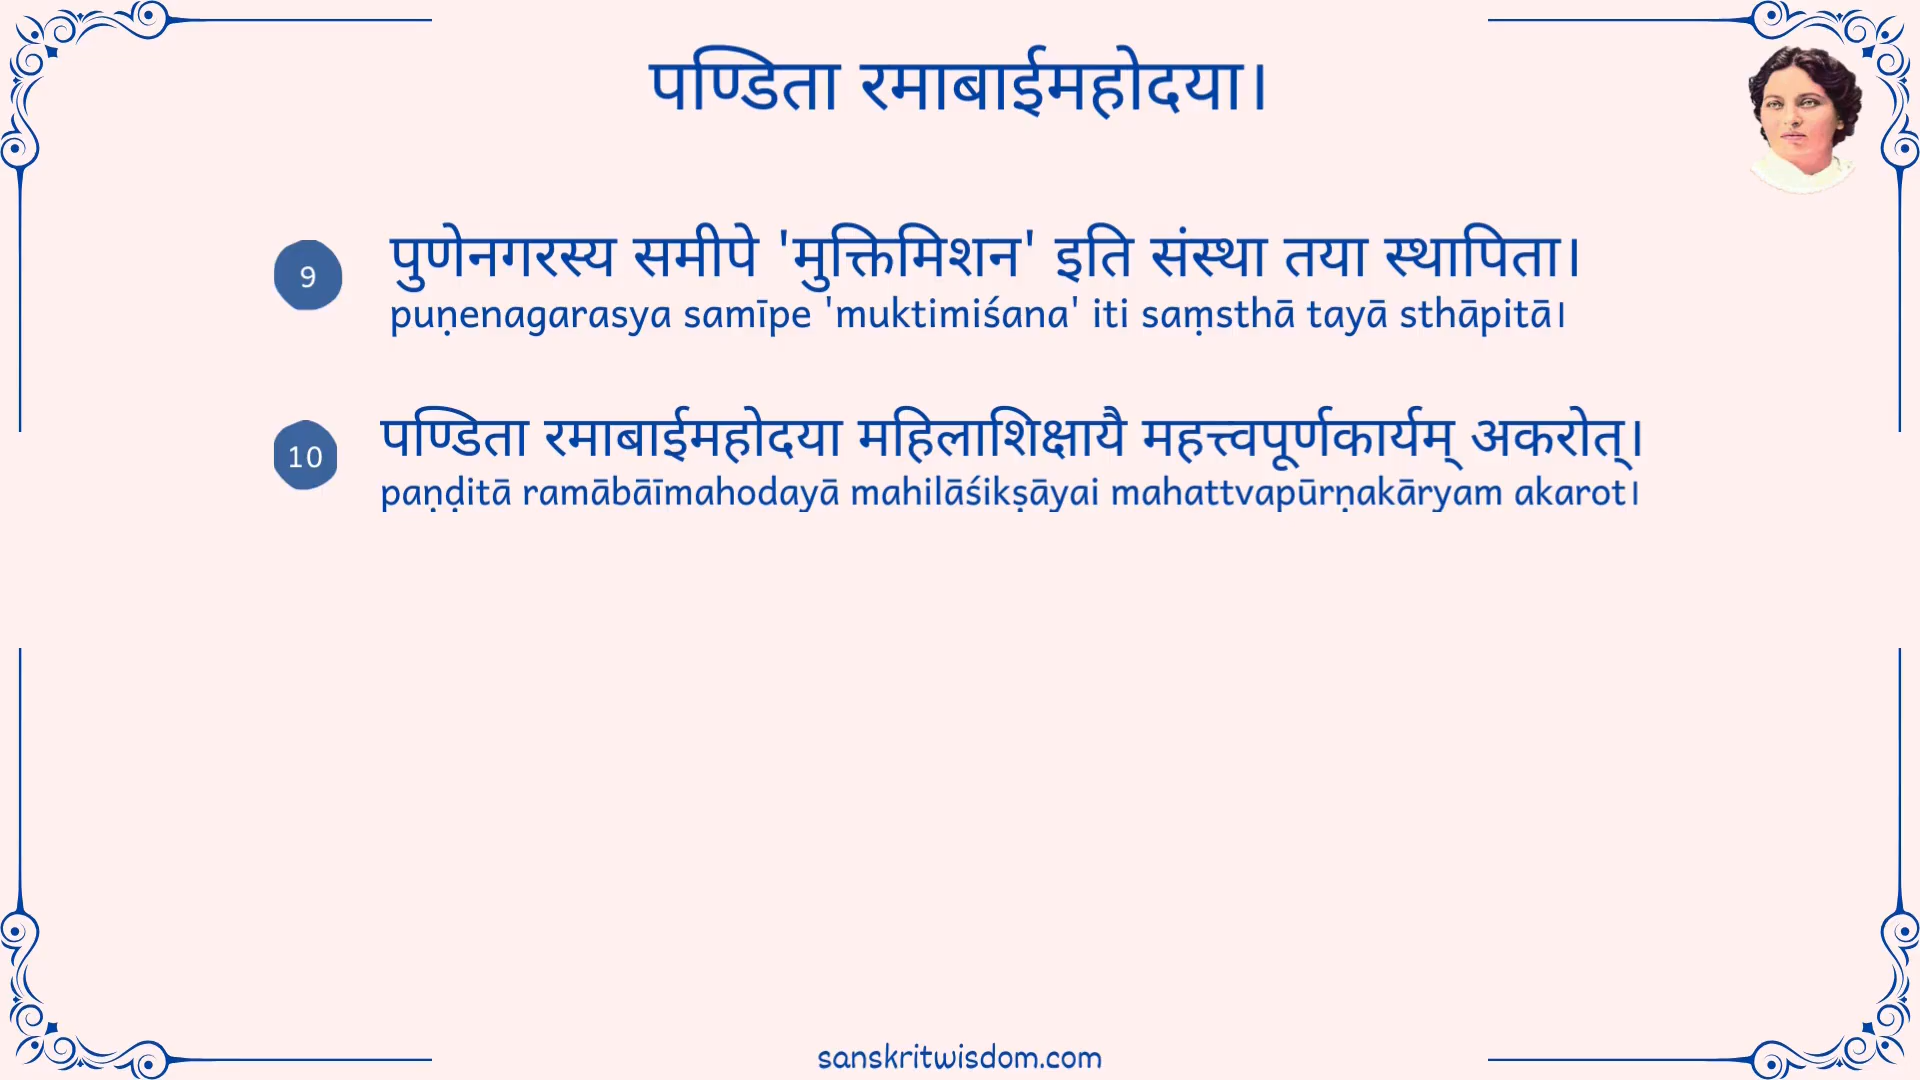 पण्डिता रमाबाईमहोदया।
9
पुणेनगरस्य समीपे 'मुक्तिमिशन' इति संस्था तया स्थापिता।
puṇenagarasya samīpe 'muktimiśana' iti saṃsthā tayā sthāpitā।
10
पण्डिता रमाबाईमहोदया महिलाशिक्षायै महत्त्वपूर्णकार्यम् अकरोत्।
paṇḍitā ramābāīmahodayā mahilāśikṣāyai mahattvapūrṇakāryam akarot।
sanskritwisdom.com